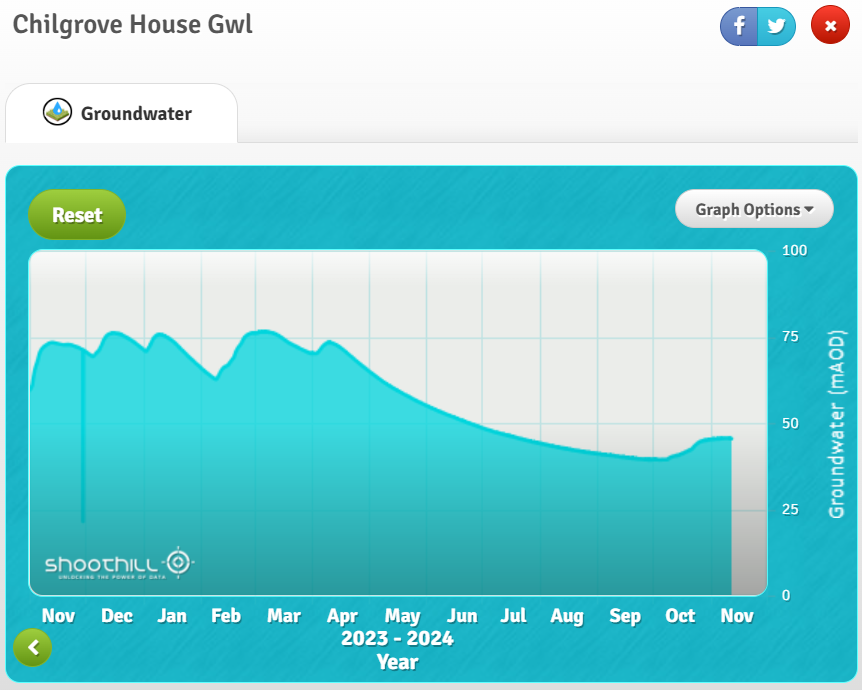 Chilgrove House Gwl
f
Groundwater
Reset
Graph Options
100
75
50
25
0
Groundwater (mAOD)
shoothill
UNLOCKING THE POWER OF DATA
Nov Dec Jan Feb Mar Apr May Jun Jul Aug Sep Oct Nov
2023 - 2024
Year